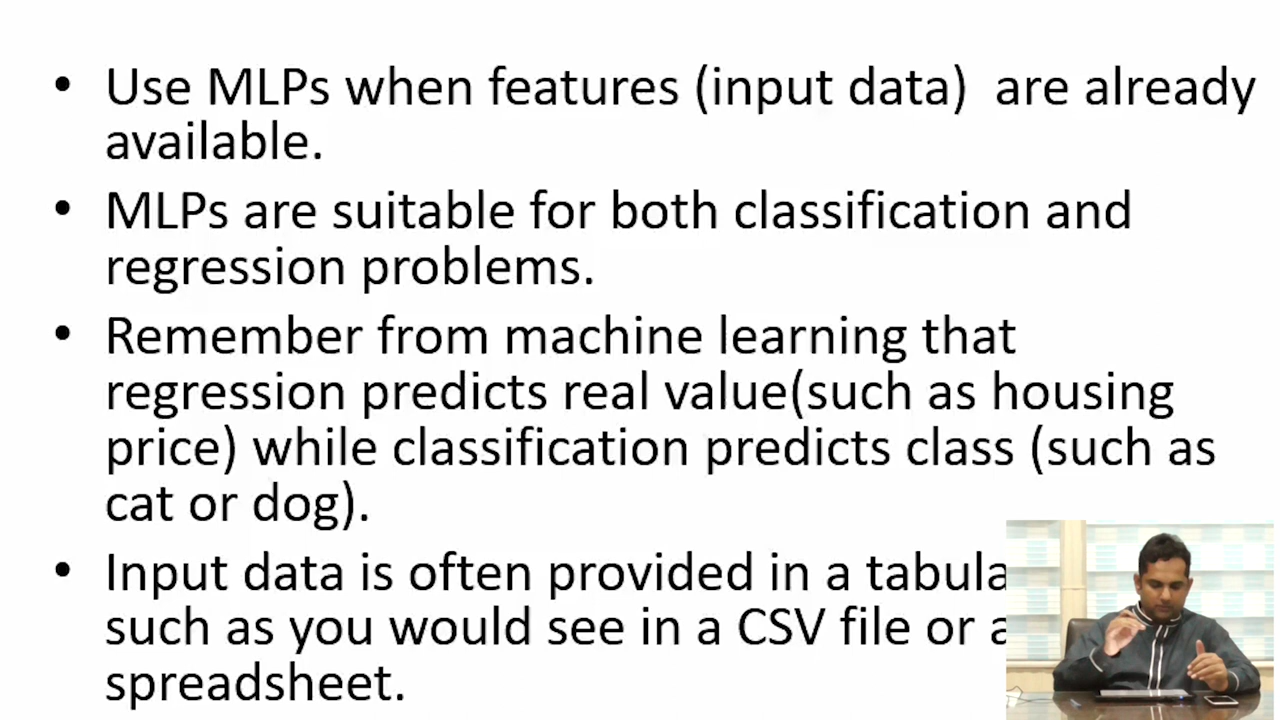 • Use MLPs when features (input data) are already
available.
• MLPs are suitable for both classification and
regression problems.
• Remember from machine learning that
regression predicts real value(such as housing
price) while classification predicts class (such as
cat or dog).
• Input data is often provided in a
such as you would see in a CSV file or
spreadsheet.